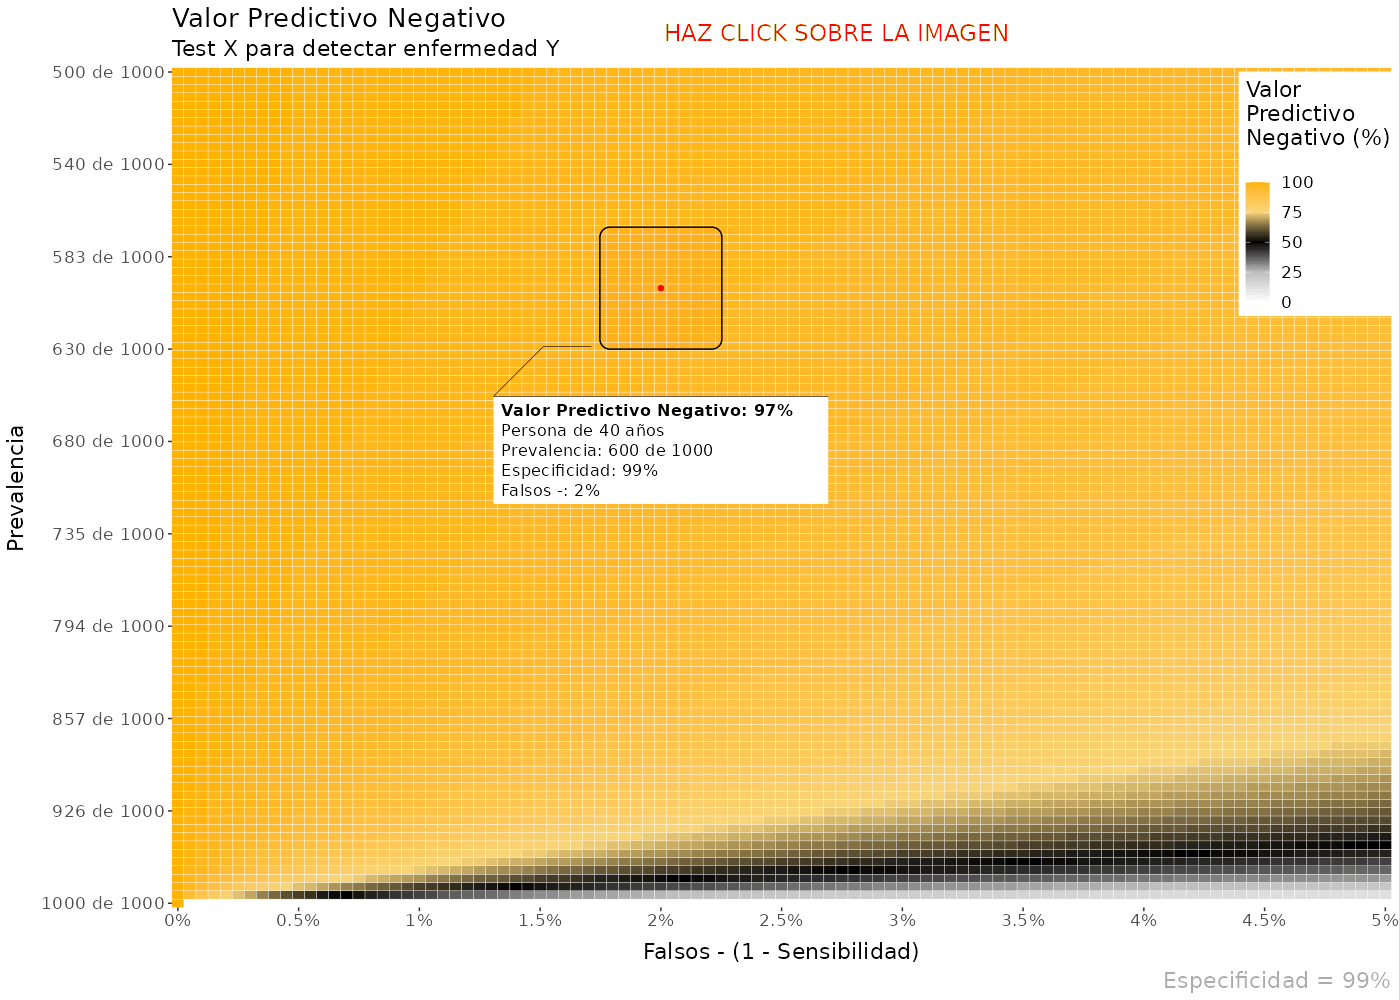 Valor Predictivo Negativo
Test X para detectar enfermedad Y
HAZ CLICK SOBRE LA IMAGEN
Prevalencia
500 de 1000
540 de 1000
583 de 1000
630 de 1000
680 de 1000
735 de 1000
794 de 1000
857 de 1000
926 de 1000
1000 de 1000
Valor
Predictivo
Negativo (%)
100
75
50
25
0
Valor Predictivo Negativo: 97%
Persona de 40 años
Prevalencia: 600 de 1000
Especificidad: 99%
Falsos -: 2%
0%
0.5%
1%
1.5%
2%
2.5%
3%
3.5%
4%
4.5%
5%
Falsos - (1 - Sensibilidad)
Especificidad = 99%